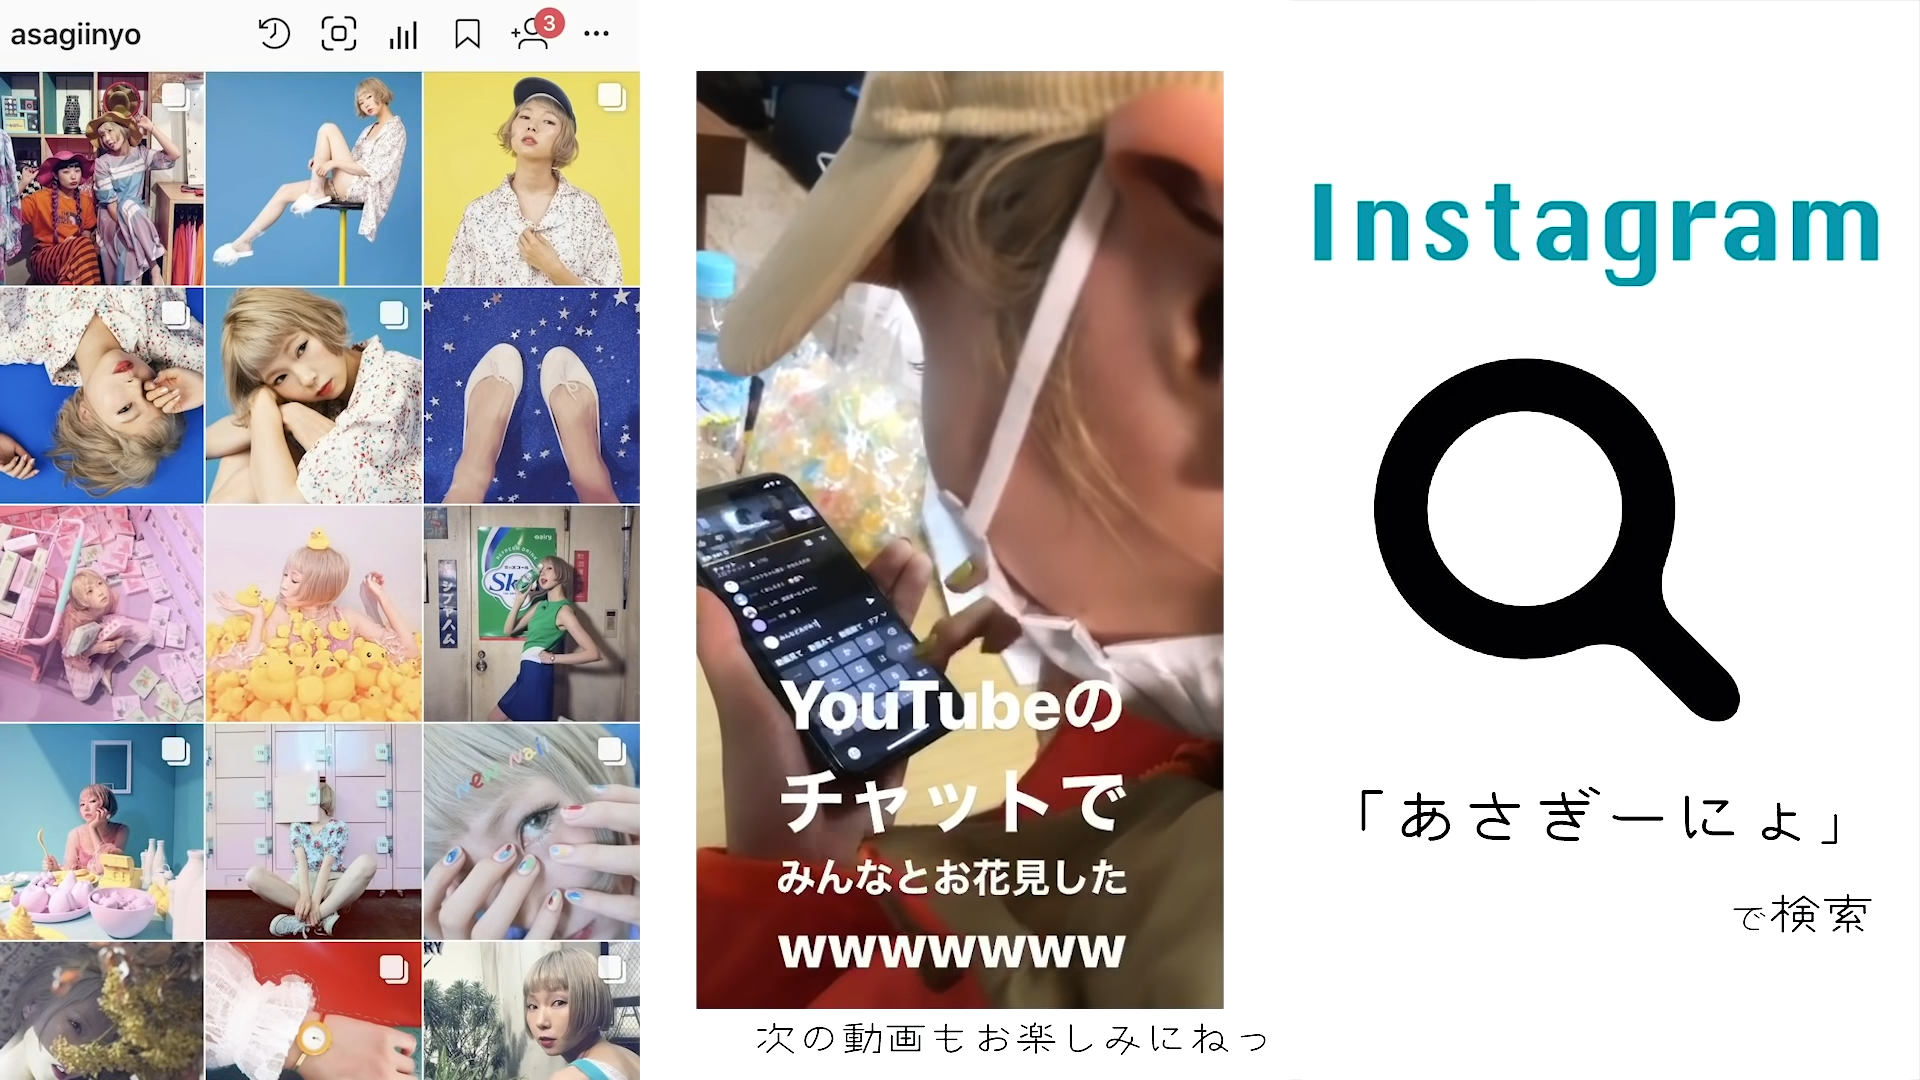 asagiinyo
3
YouTubeの
チャットで
みんなとお花見した
wwwwwwww
次の動画もお楽しみにねっ
Instagram
「あさぎーにょ」
で検索